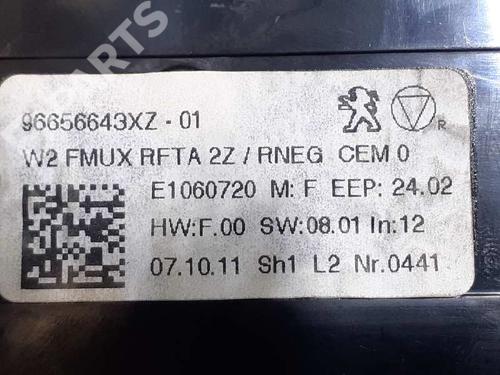 PARTS
96656643XZ - 01
R
W2 FMUX RFTA 2Z / RNEG CEM 0
E1060720 M: F EEP: 24.02
HW:F.00 SW:08.01 In:12
07.10.11 Sh1 L2 Nr.0441